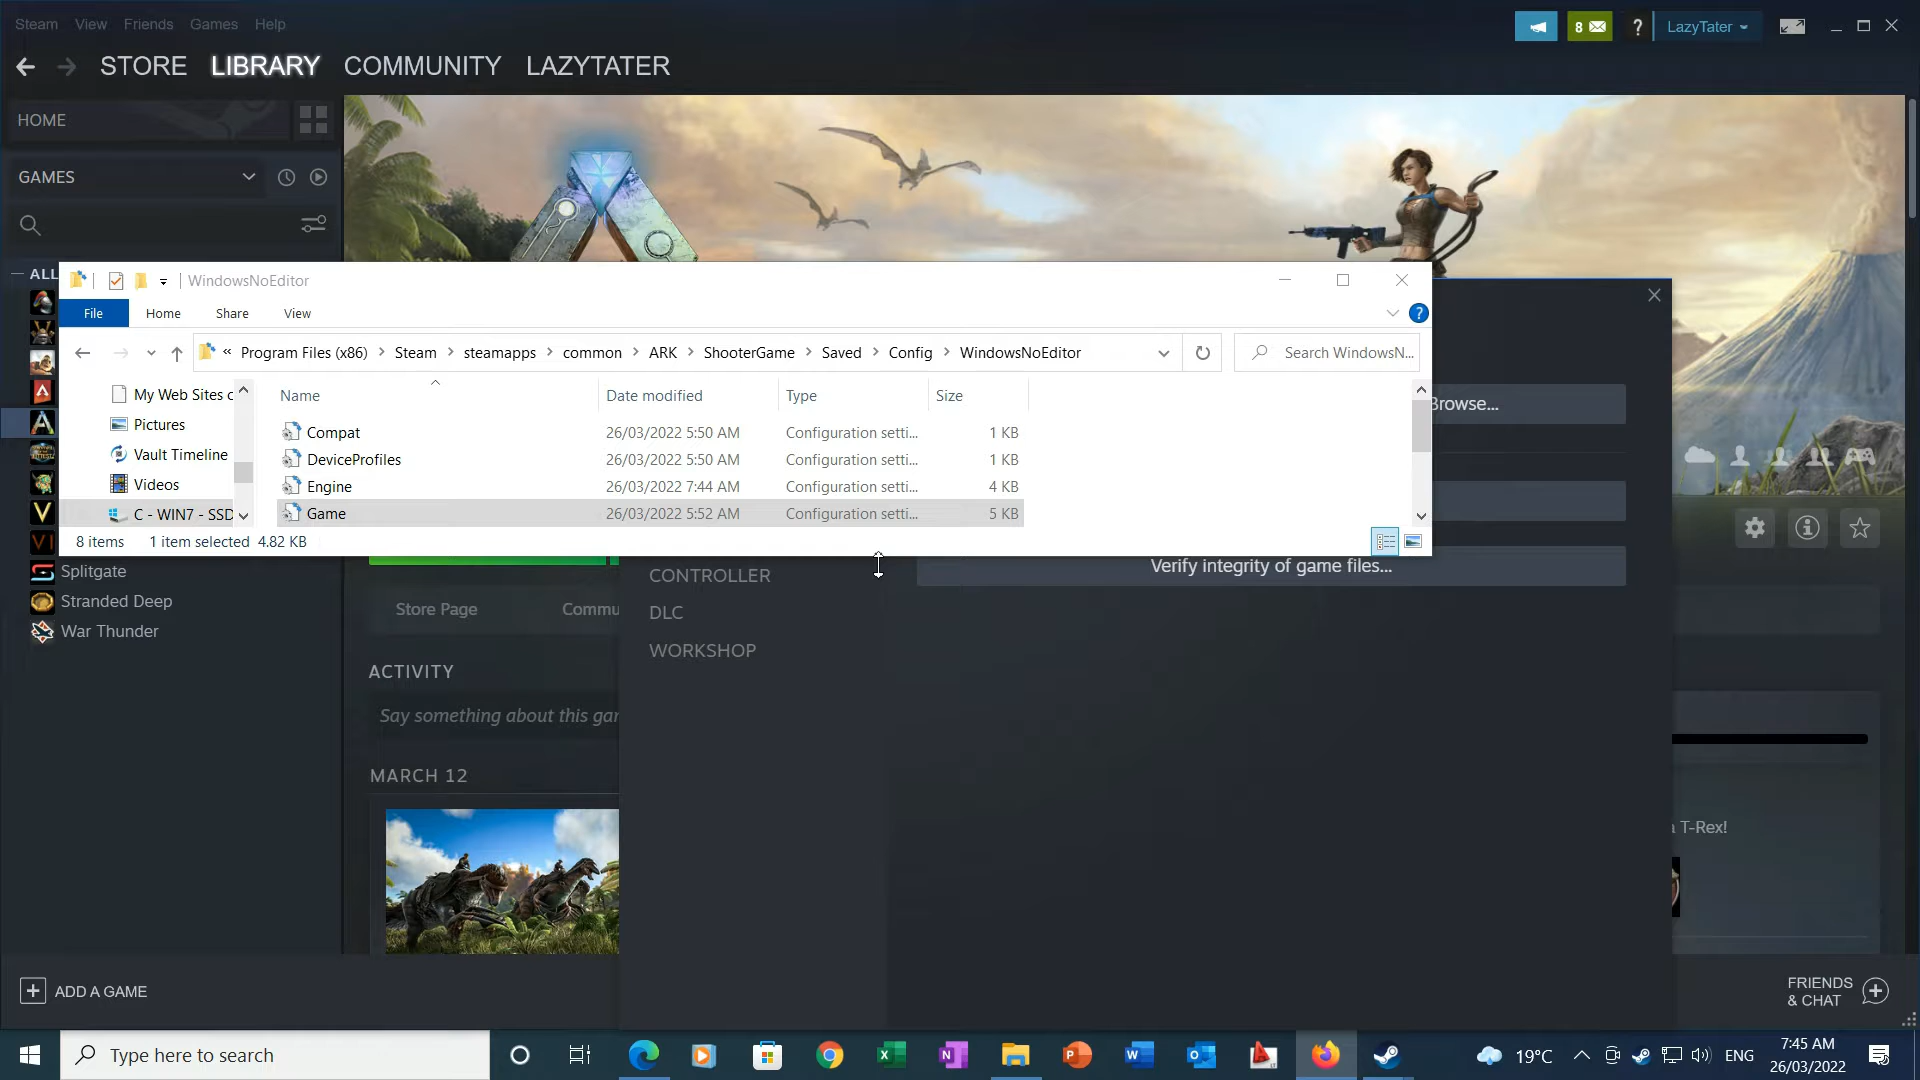 Steam View Friends Games Help
8 ? LazyTater
STORE LIBRARY COMMUNITY LAZYTATER
HOME
GAMES
ALL
WindowsNoEditor
File Home Share View
?
« Program Files (x86) > Steam > steamapps > common > ARK > ShooterGame > Saved > Config > WindowsNoEditor
Search WindowsN...
My Web Sites
Pictures
Vault Timeline
Videos
C - WIN7 - SSD
Name Date modified Type Size
Compat 26/03/2022 5:50 AM Configuration setti... 1 KB
DeviceProfiles 26/03/2022 5:50 AM Configuration setti... 1 KB
Engine 26/03/2022 7:44 AM Configuration setti... 4 KB
Game 26/03/2022 5:52 AM Configuration setti... 5 KB
8 items 1 item selected 4.82 KB
Browse...
Verify integrity of game files...
CONTROLLER
DLC
WORKSHOP
Splitgate
Stranded Deep
War Thunder
Store Page
ACTIVITY
Say something about this
MARCH 12
T-Rex!
ADD A GAME
FRIENDS
& CHAT
Type here to search
19°C
ENG
7:45 AM
26/03/2022